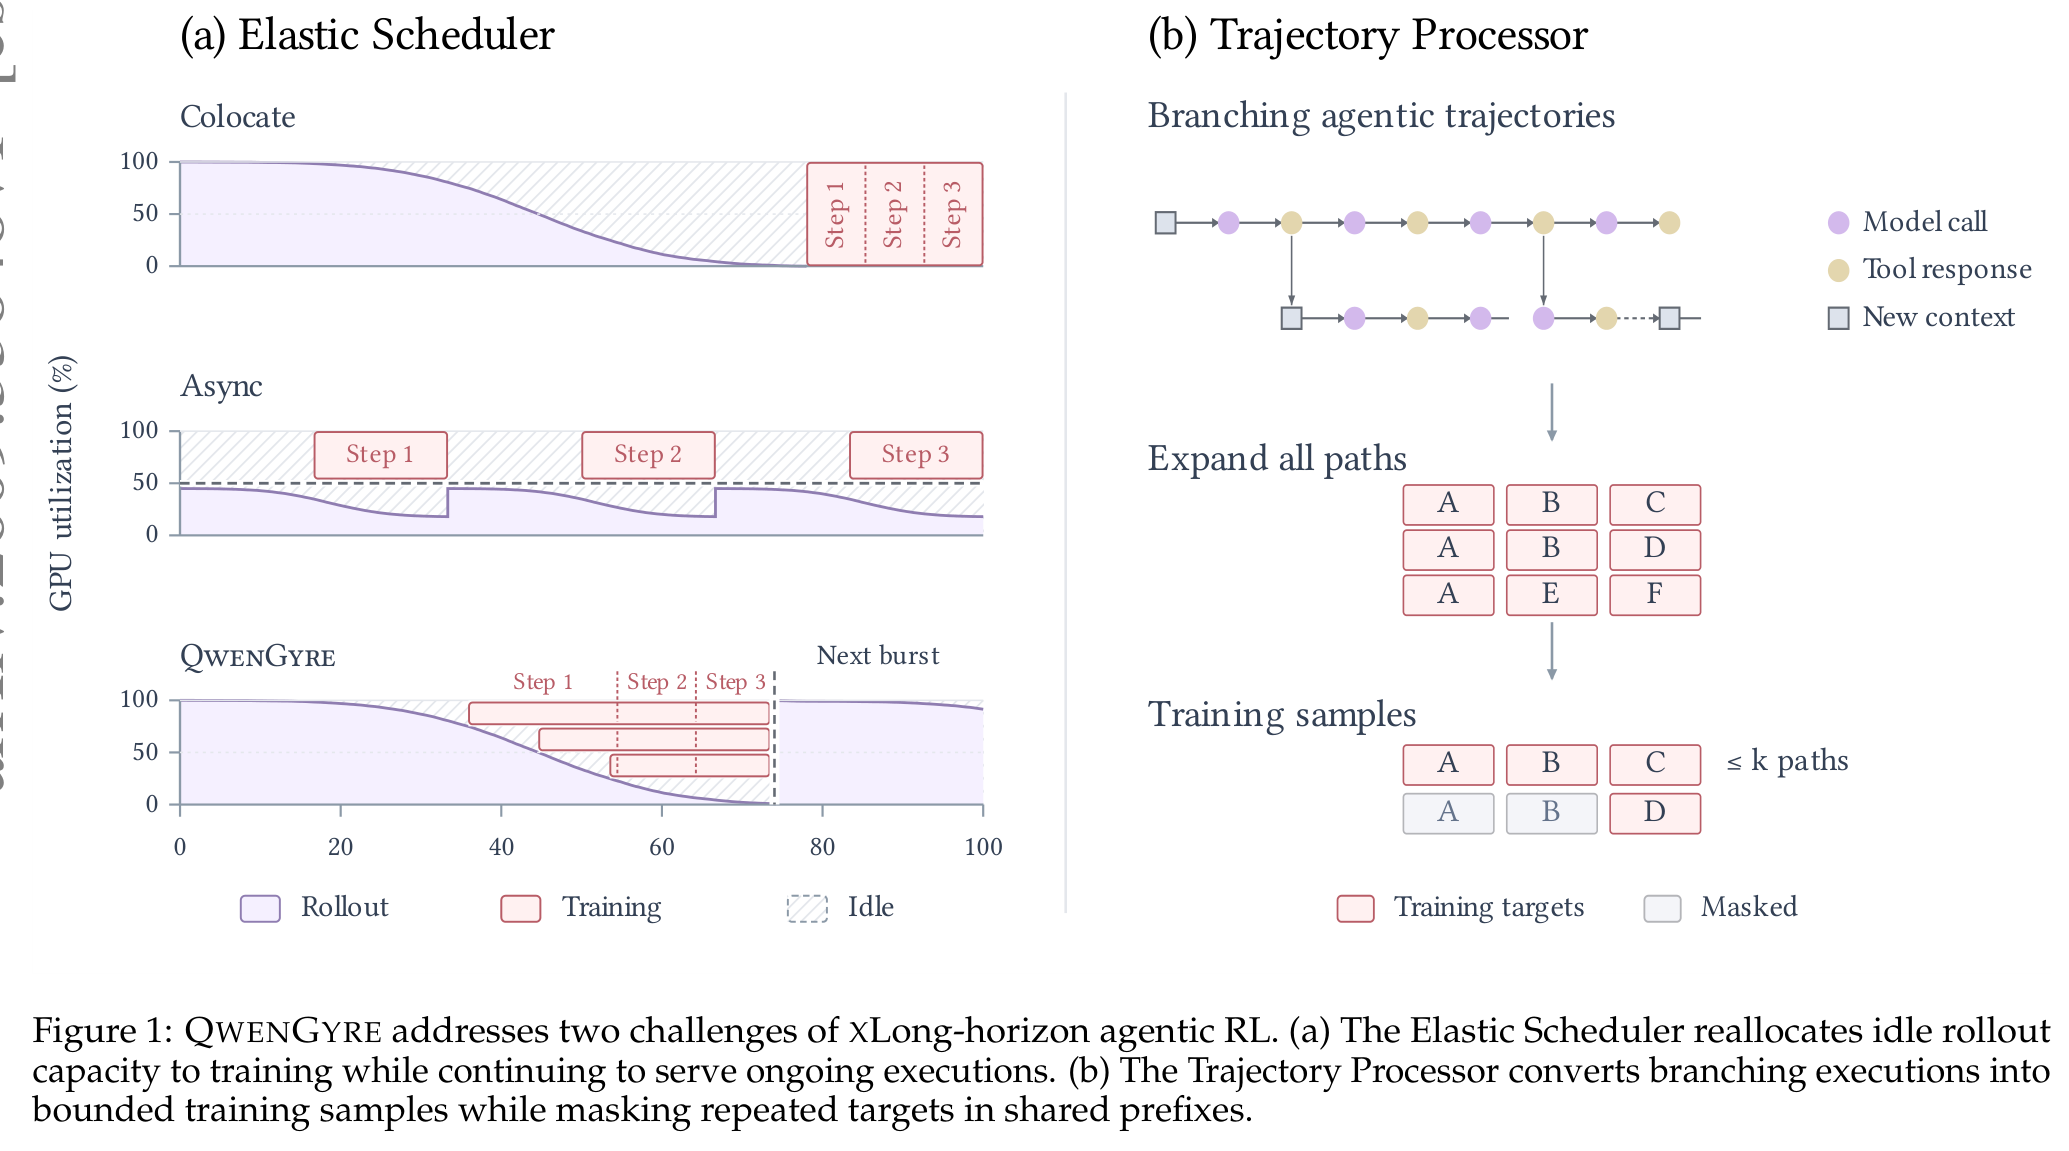 (a) Elastic Scheduler
Colocate
100
50
0
Step 1
Step 2
Step 3
Async
100
50
0
Step 1
Step 2
Step 3
GPU utilization (%)
QWENGYRE
Next burst
Step 1
Step 2
Step 3
100
50
0
0 20 40 60 80 100
Rollout
Training
Idle
(b) Trajectory Processor
Branching agentic trajectories
Model call
Tool response
New context
Expand all paths
A B C
A B D
A E F
Training samples
A B C ≤ k paths
A B D
Training targets
Masked
Figure 1: QWENGYRE addresses two challenges of xLong-horizon agentic RL. (a) The Elastic Scheduler reallocates idle rollout
capacity to training while continuing to serve ongoing executions. (b) The Trajectory Processor converts branching executions into
bounded training samples while masking repeated targets in shared prefixes.